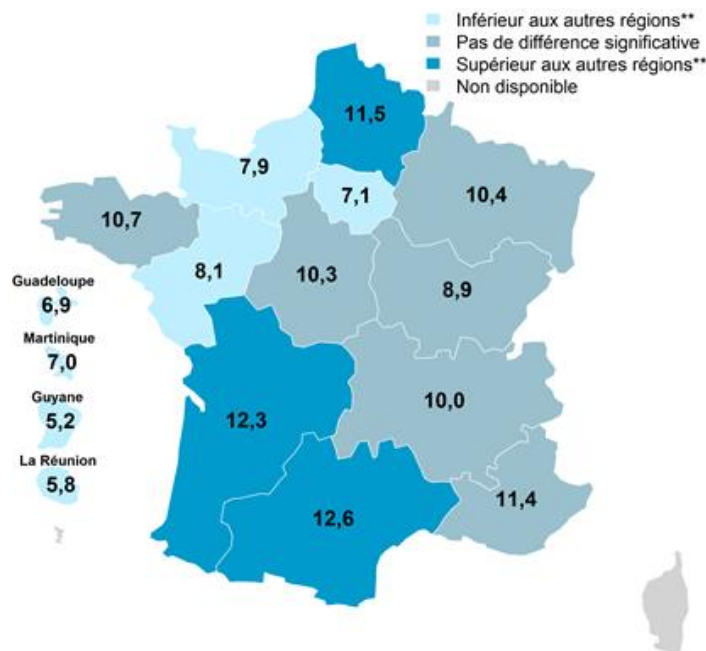 Inférieur aux autres régions**
Pas de différence significative
Supérieur aux autres régions**
Non disponible
11,5
7,9
7,1
10,4
10,7
8,1
10,3
8,9
Guadeloupe
6,9
Martinique
7,0
Guyane
5,2
La Réunion
5,8
12,3
10,0
12,6
11,4